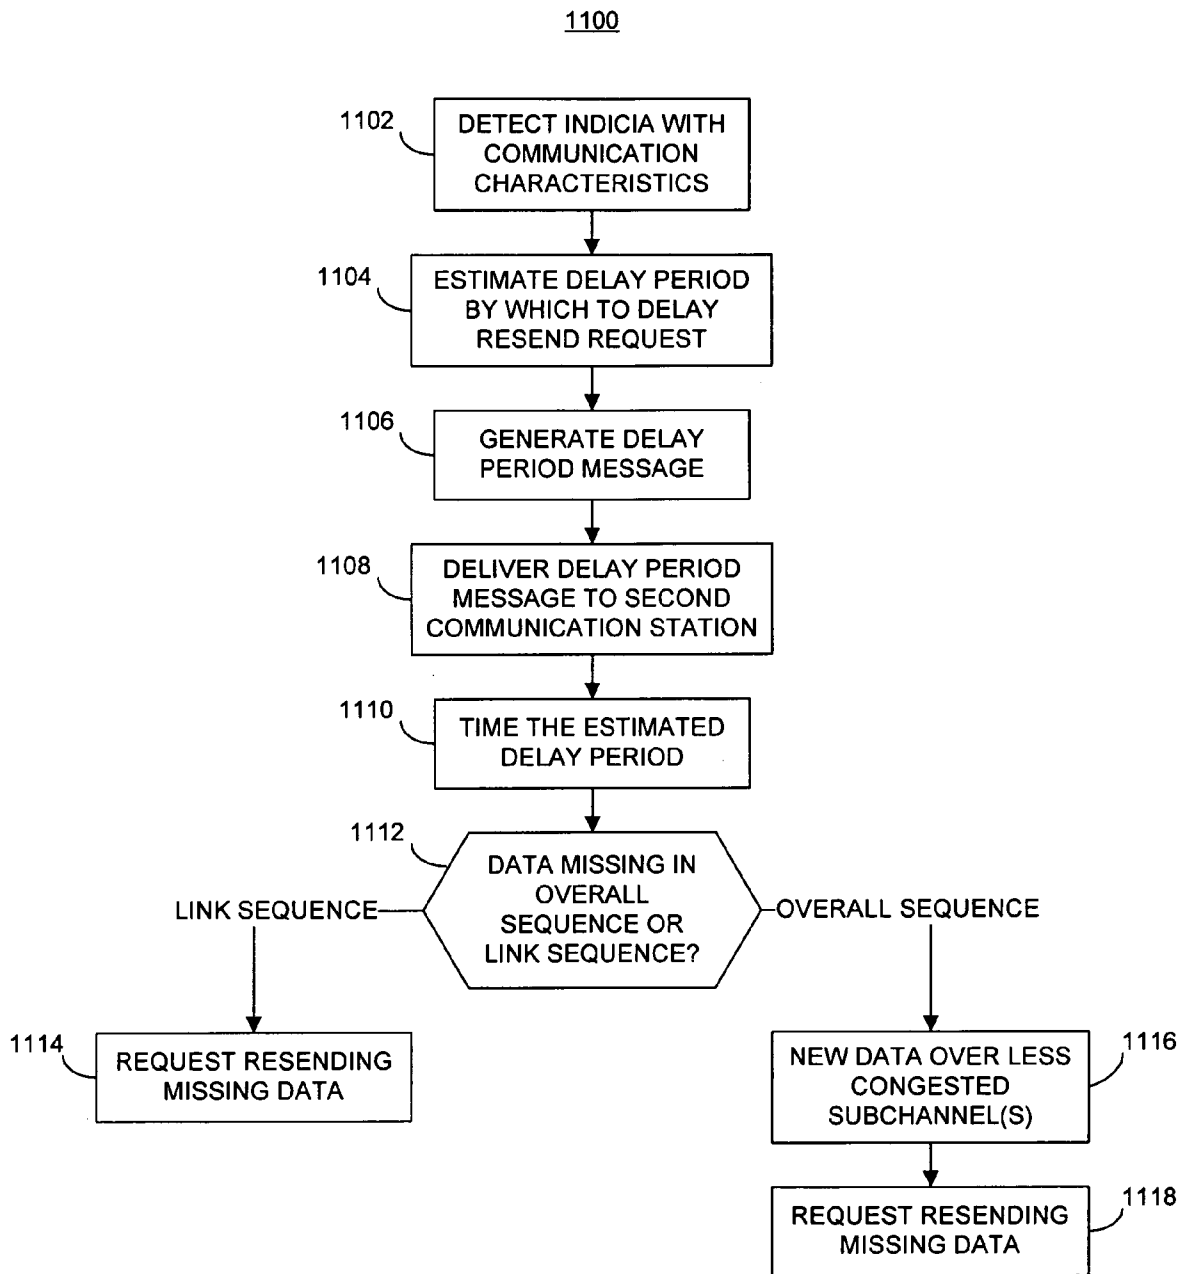 1100
1102
DETECT INDICIA WITH
COMMUNICATION
CHARACTERISTICS
1104
ESTIMATE DELAY PERIOD
BY WHICH TO DELAY
RESEND REQUEST
1106
GENERATE DELAY
PERIOD MESSAGE
1108
DELIVER DELAY PERIOD
MESSAGE TO SECOND
COMMUNICATION STATION
1110
TIME THE ESTIMATED
DELAY PERIOD
1112
DATA MISSING IN
OVERALL
SEQUENCE OR
LINK SEQUENCE?
LINK SEQUENCE
OVERALL SEQUENCE
1114
REQUEST RESENDING
MISSING DATA
1116
NEW DATA OVER LESS
CONGESTED
SUBCHANNEL(S)
1118
REQUEST RESENDING
MISSING DATA